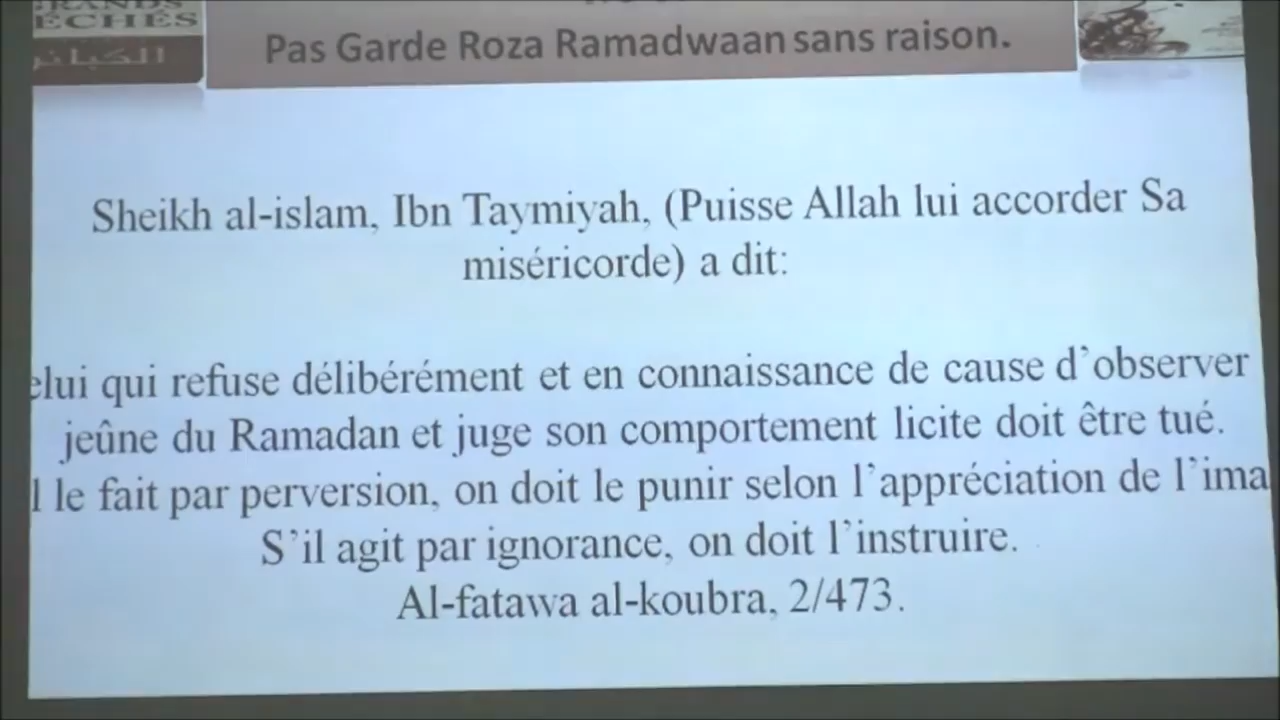 ÉCHÉS
الكبائر
Pas Garde Roza Ramadwaan sans raison.
Sheikh al-islam, Ibn Taymiyah, (Puisse Allah lui accorder Sa
miséricorde) a dit:
elui qui refuse délibérément et en connaissance de cause d'observer
jeûne du Ramadan et juge son comportement licite doit être tué.
l le fait par perversion, on doit le punir selon l'appréciation de l'ima
S'il agit par ignorance, on doit l'instruire.
Al-fatawa al-koubra, 2/473.